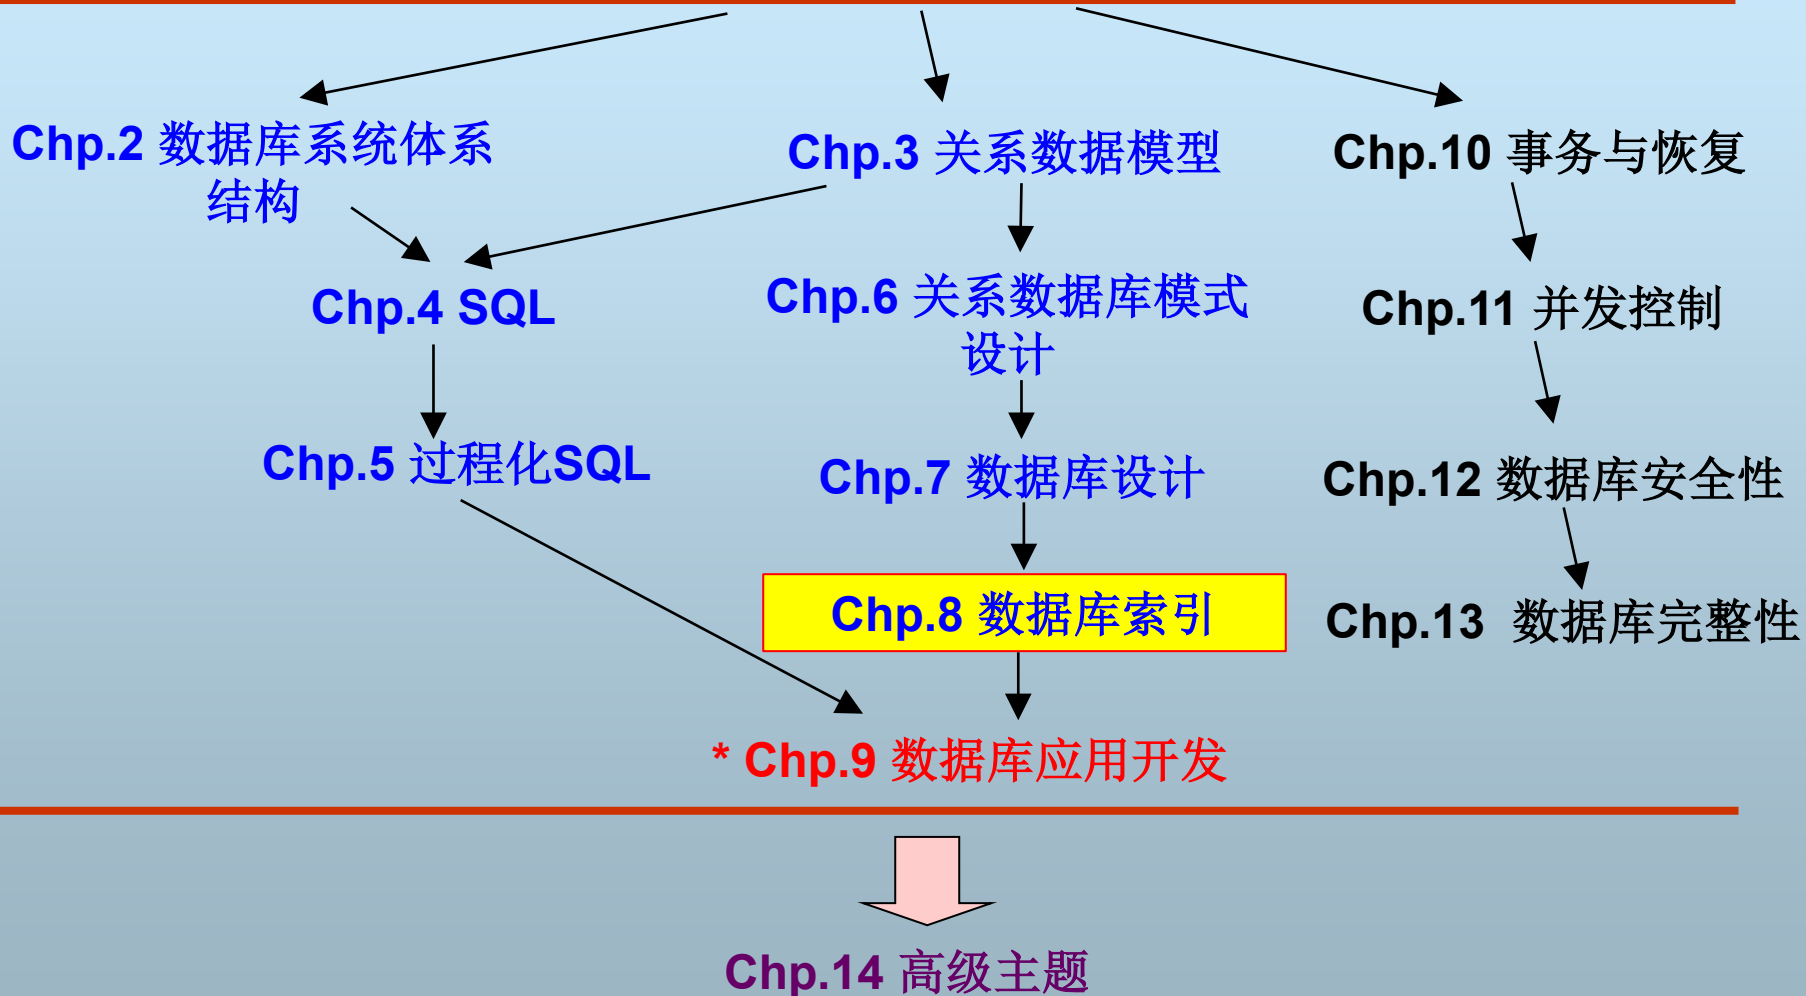 Chp.2 数据库系统体系
结构
Chp.3 关系数据模型
Chp.10 事务与恢复
Chp.4 SQL
Chp.6 关系数据库模式
设计
Chp.11 并发控制
Chp.5 过程化SQL
Chp.7 数据库设计
Chp.12 数据库安全性
Chp.8 数据库索引
Chp.13 数据库完整性
* Chp.9 数据库应用开发
Chp.14 高级主题